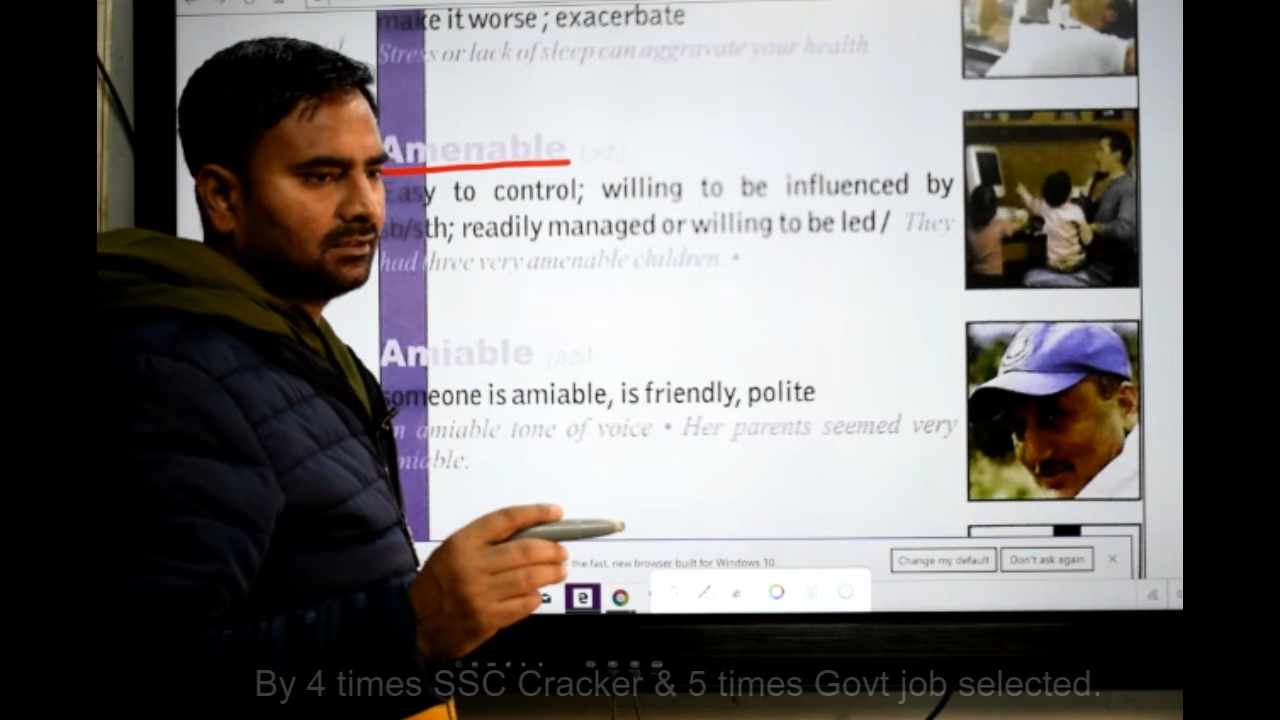 make it worse ; exacerbate
Stress or lack of sleep can aggravate your health
Amenable (adj)
Easy to control; willing to be influenced by
sb/sth; readily managed or willing to be led / They
had three very amenable children •
Amiable (adj)
someone is amiable, is friendly, polite
an amiable tone of voice • Her parents seemed very
amiable.
the fast, new browser built for Windows 10.
Change my default
Don't ask again
By 4 times SSC Cracker & 5 times Govt job selected.